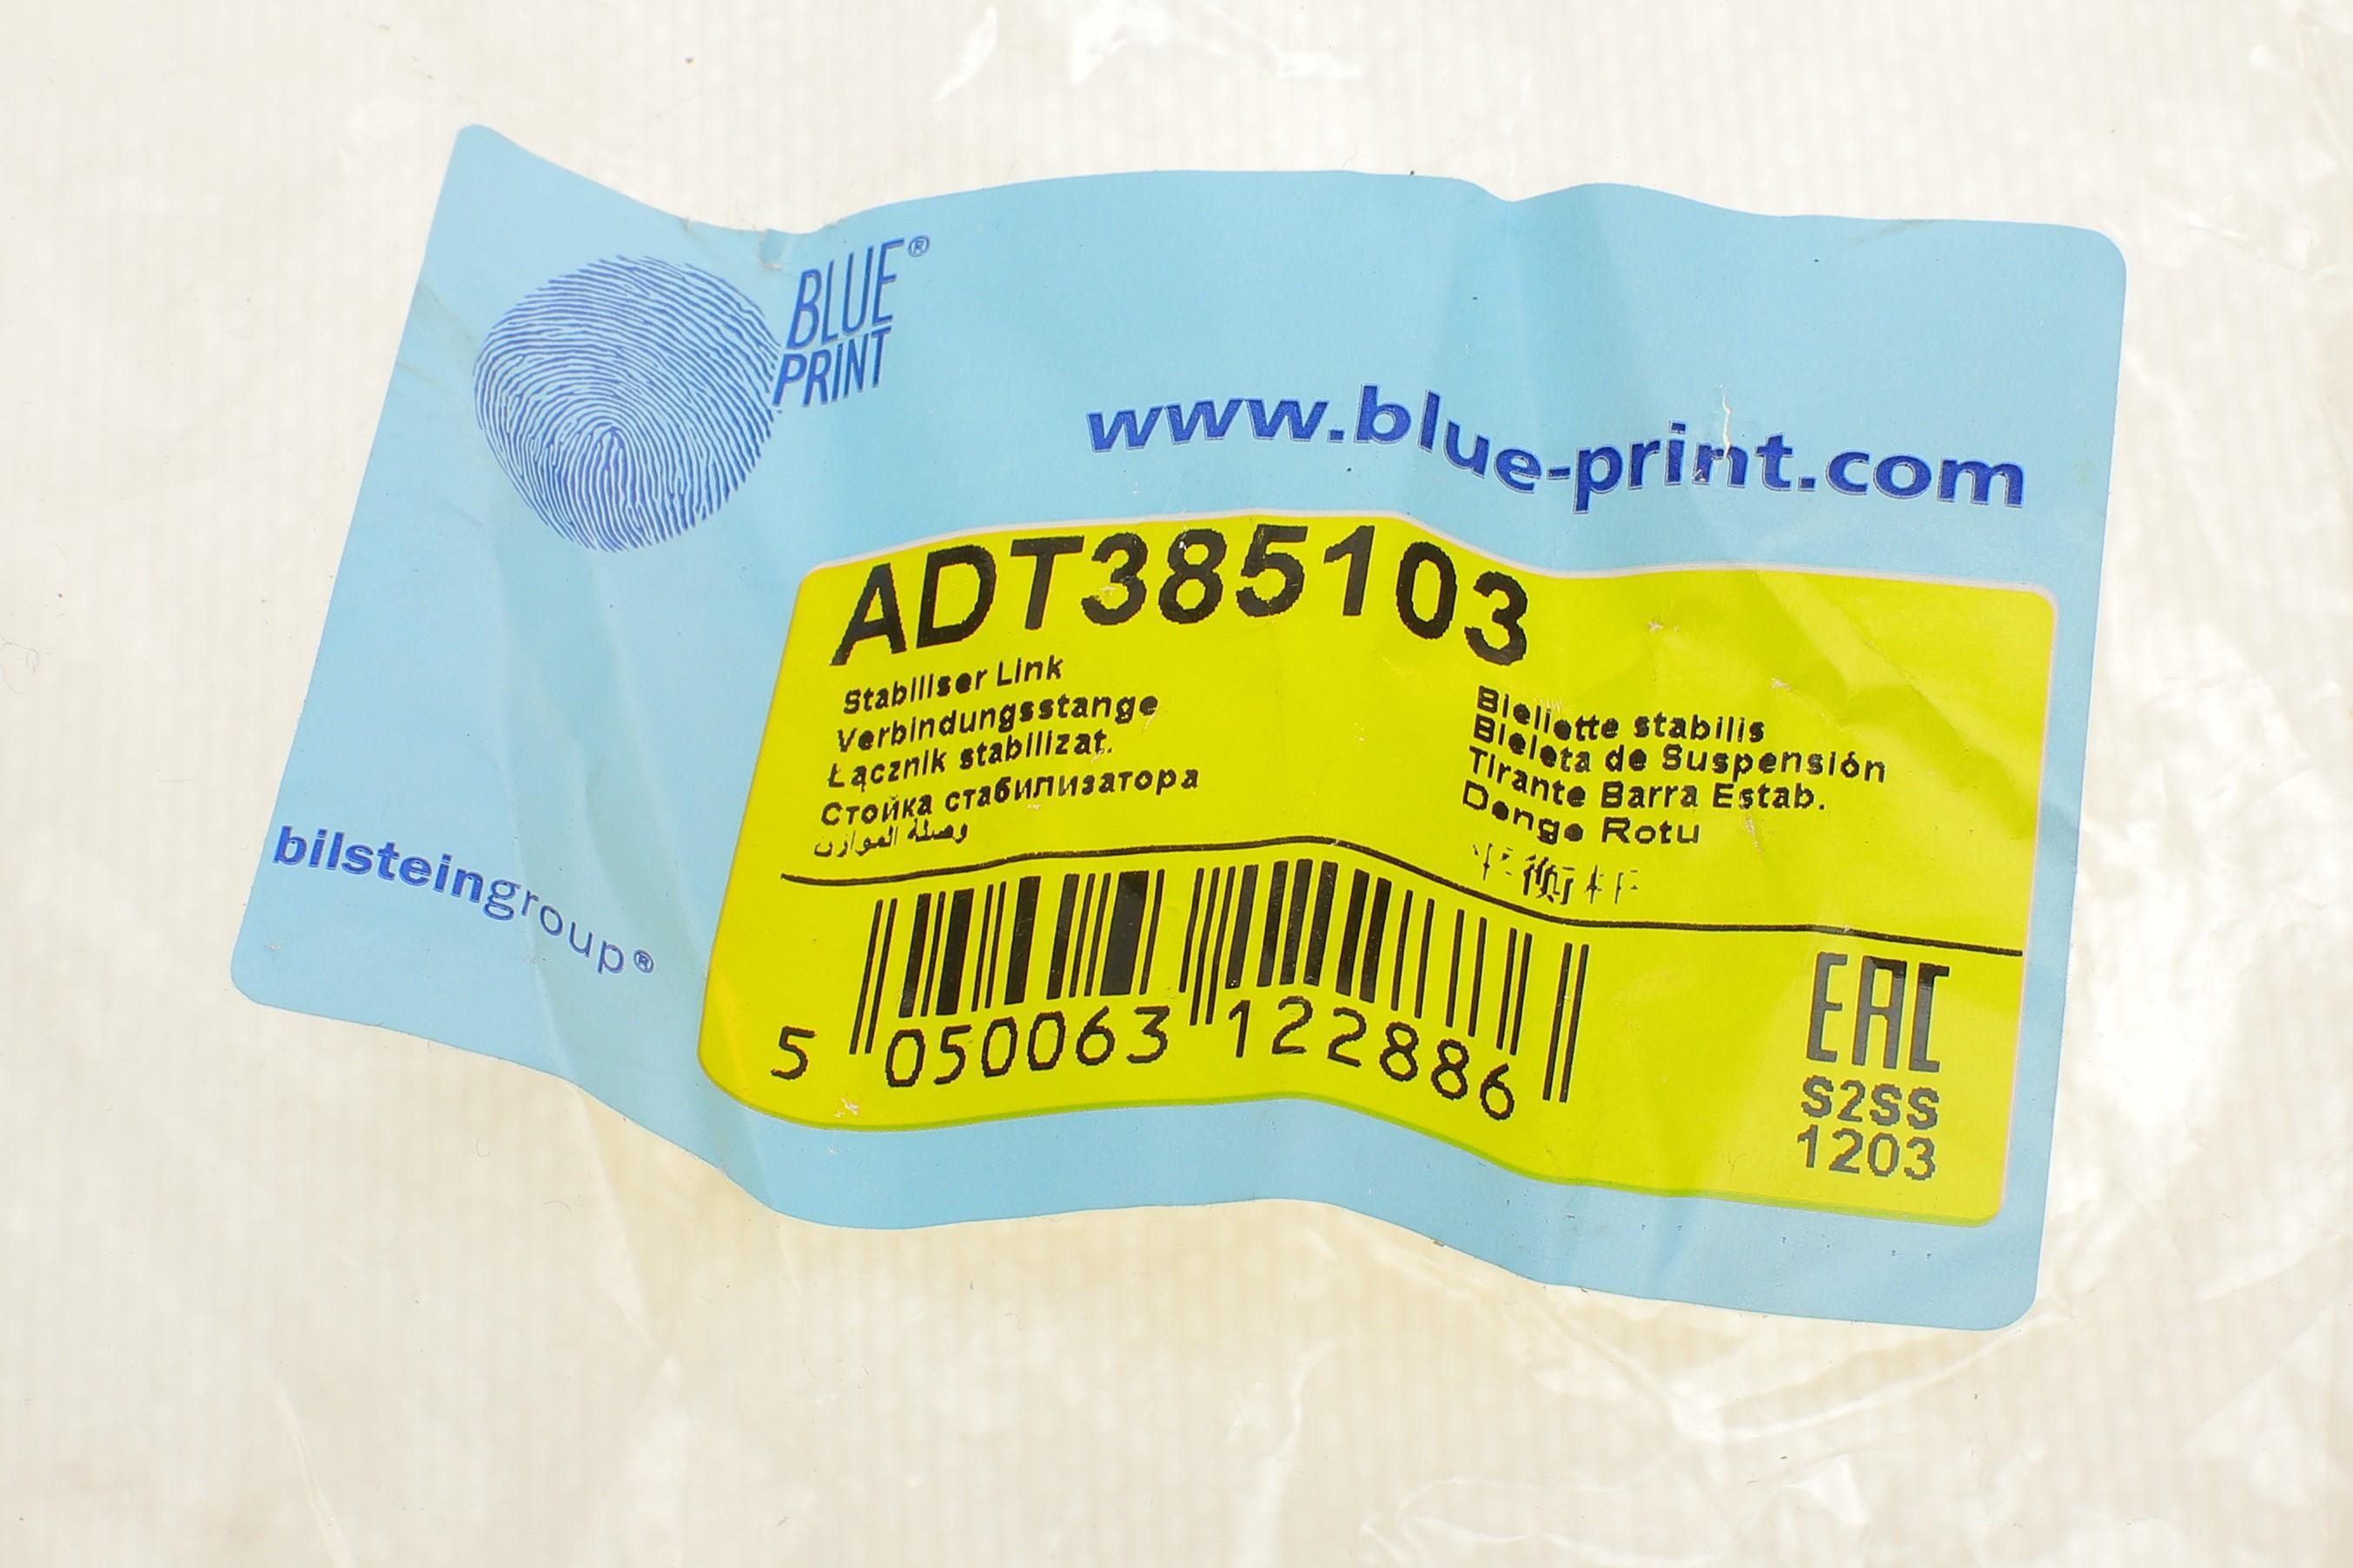 BLUE®
PRINT
www.blue-print.com
ADT385103
Stabiliser Link
Verbindungsstange
Łącznik stabilizat.
Стойка стабилизатора
وصلة الموازن
Biellette stabilis
Bieleta de Suspensión
Tirante Barra Estab.
Denge Rotu
bilsteingroup®
5 050063 122886
EAC
S2SS
1203